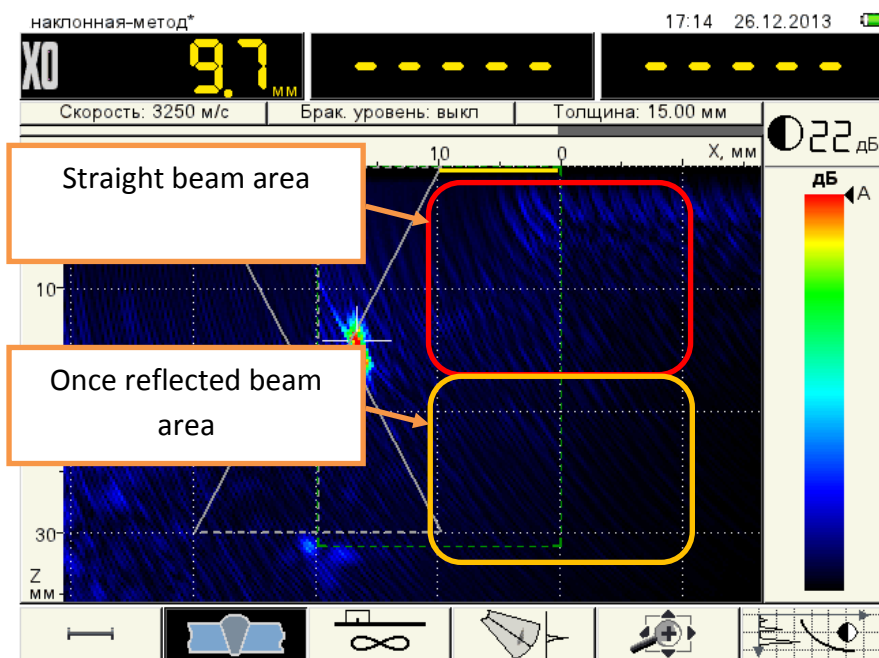 наклонная-метод*
17:14 26.12.2013
X0 9.7 мм
- - - - -
- - - - -
Скорость: 3250 м/с
Брак. уровень: выкл
Толщина: 15.00 мм
22 дБ
10 0 X, мм
дБ
A
Straight beam area
10
Once reflected beam
area
30
Z
мм